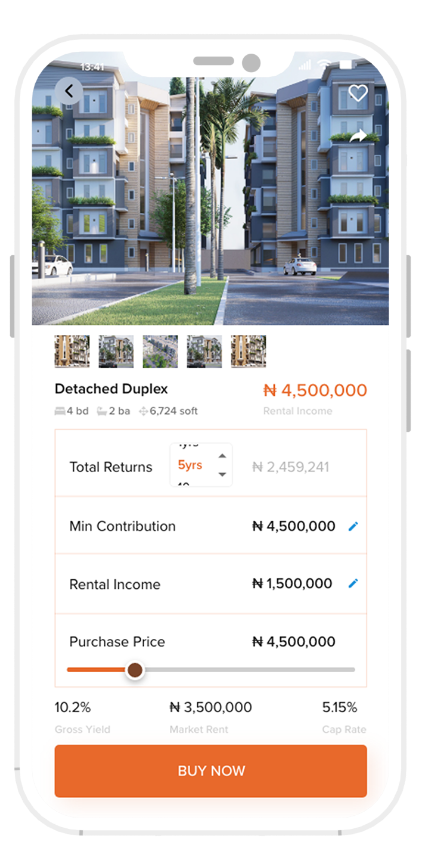 13:41
Detached Duplex
₦ 4,500,000
4 bd 2 ba 6,724 soft
Rental Income
Total Returns 5yrs ₦ 2,459,241
Min Contribution ₦ 4,500,000
Rental Income ₦ 1,500,000
Purchase Price ₦ 4,500,000
10.2% ₦ 3,500,000 5.15%
Gross Yield Market Rent Cap Rate
BUY NOW